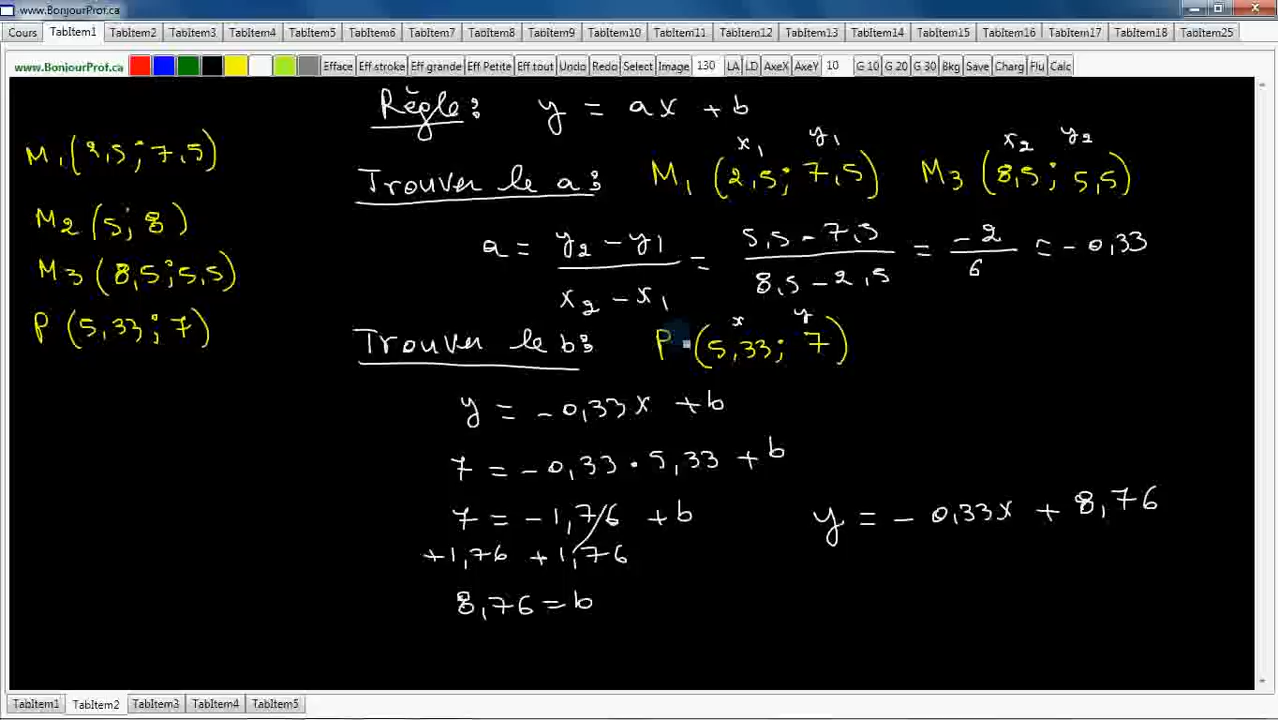 www.BonjourProf.ca
Cours TabItem1 TabItem2 TabItem3 TabItem4 TabItem5 TabItem6 TabItem7 TabItem8 TabItem9 TabItem10 TabItem11 TabItem12 TabItem13 TabItem14 TabItem15 TabItem16 TabItem17 TabItem18 TabItem25
www.BonjourProf.ca Efface Eff stroke Eff grande Eff Petite Eff tout Undo Redo Select Image 130 LA LD AxeX AxeY 10 G 10 G 20 G 30 Bkg Save Charg Flu Calc
Règle: y = ax + b
M1(2,5; 7,5)
M2 (5; 8)
M3 (8,5; 5,5)
P (5,33; 7)
x1 y1 x2 y2
Trouver le a: M1 (2,5; 7,5) M3 (8,5; 5,5)
a = y2 - y1 / x2 - x1 = 5,5 - 7,5 / 8,5 - 2,5 = -2 / 6 = -0,33
x y
Trouver le b: P (5,33; 7)
y = -0,33x + b
7 = -0,33 • 5,33 + b
7 = -1,76 + b
+1,76 +1,76
8,76 = b
y = -0,33x + 8,76
TabItem1 TabItem2 TabItem3 TabItem4 TabItem5